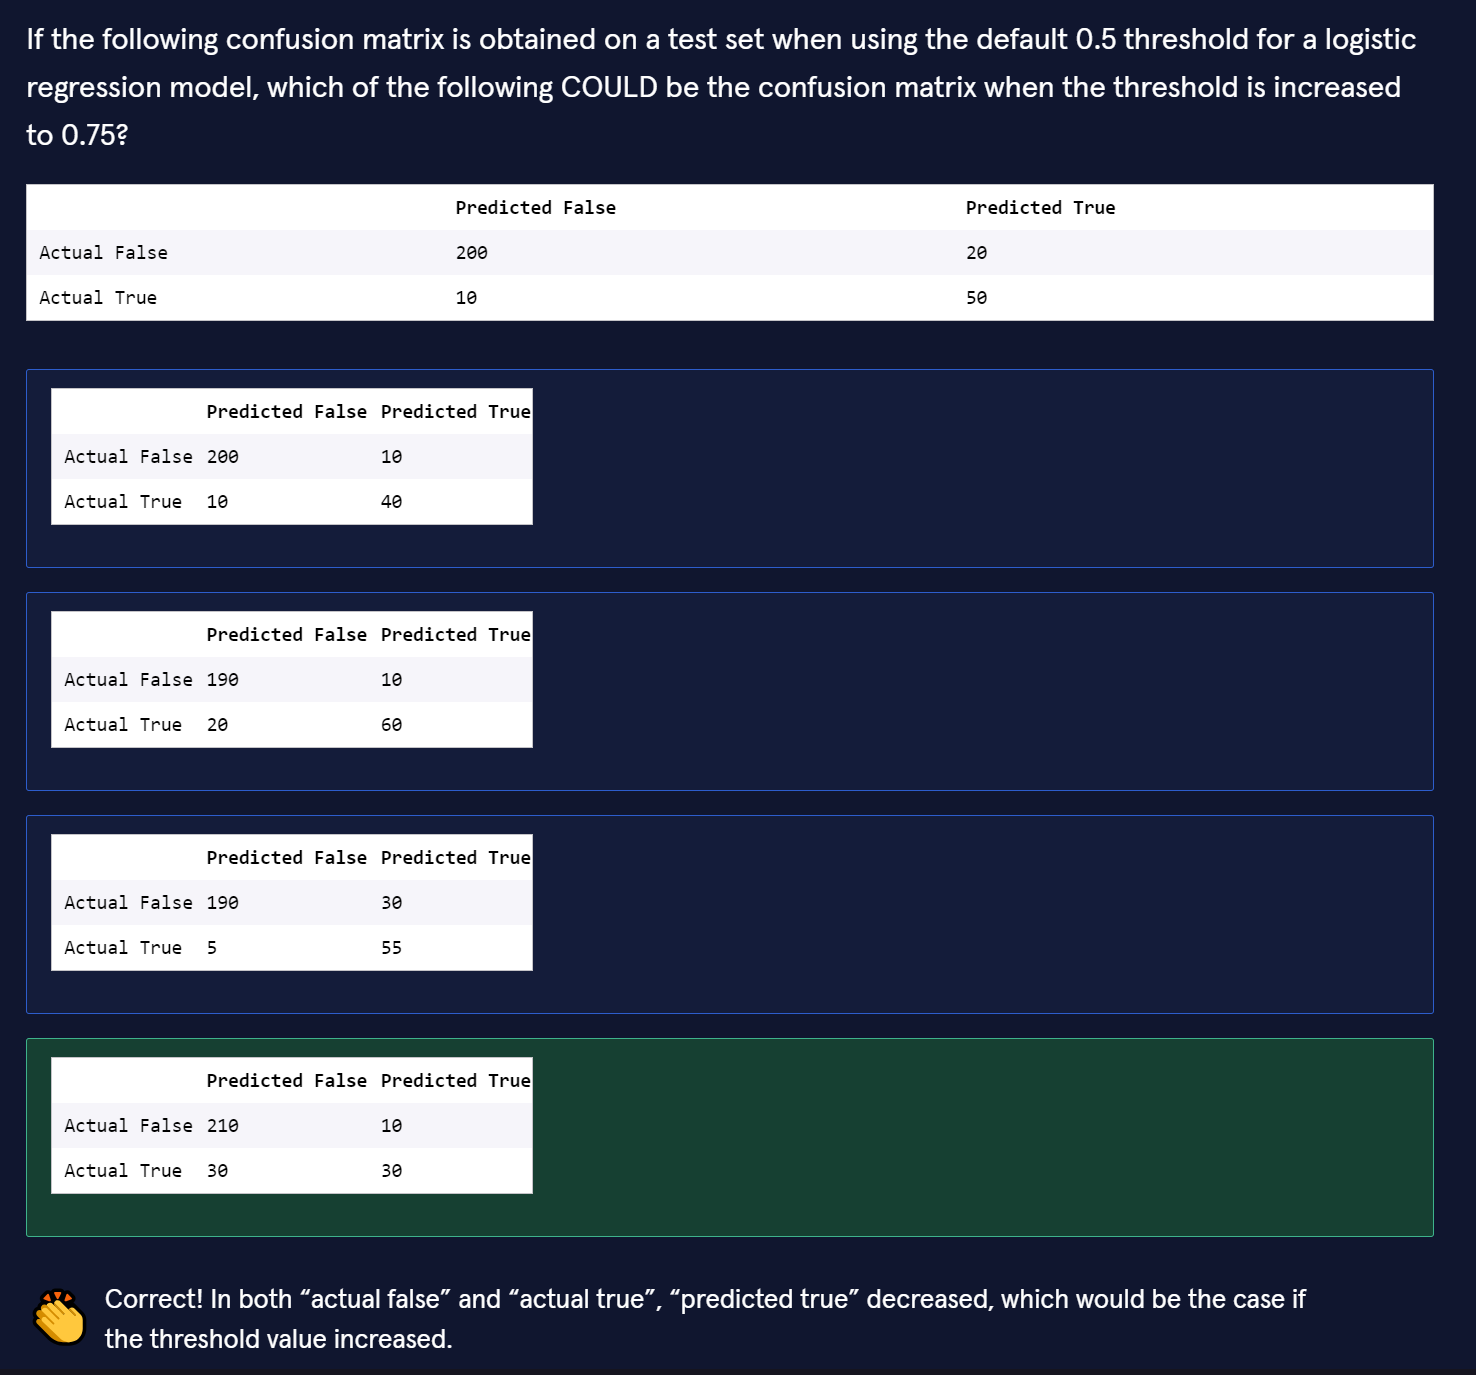 If the following confusion matrix is obtained on a test set when using the default 0.5 threshold for a logistic
regression model, which of the following COULD be the confusion matrix when the threshold is increased
to 0.75?
Predicted False Predicted True
Actual False 200 20
Actual True 10 50
Predicted False Predicted True
Actual False 200 10
Actual True 10 40
Predicted False Predicted True
Actual False 190 10
Actual True 20 60
Predicted False Predicted True
Actual False 190 30
Actual True 5 55
Predicted False Predicted True
Actual False 210 10
Actual True 30 30
Correct! In both “actual false” and “actual true”, “predicted true” decreased, which would be the case if
the threshold value increased.